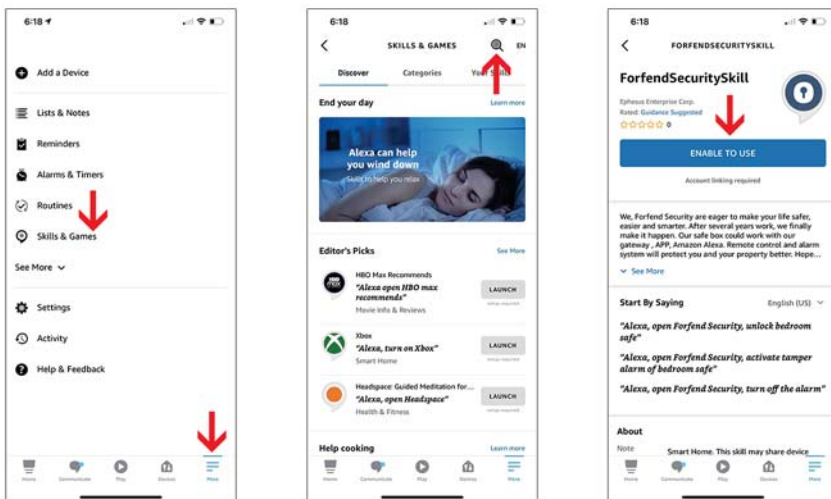 6:18
Add a Device
Lists & Notes
Reminders
Alarms & Timers
Routines
Skills & Games
See More
Settings
Activity
Help & Feedback
Home
Communicate
Play
Devices
More
6:18
SKILLS & GAMES
EN
Discover
Categories
Your Skills
End your day
Learn more
Alexa can help
you wind down
Skills to help you relax
Editor's Picks
See More
HBO
max
HBO Max Recommends
"Alexa open HBO max
recommends"
Movie Info & Reviews
LAUNCH
setup required
Xbox
"Alexa, turn on Xbox"
Smart Home
LAUNCH
setup required
Headspace: Guided Meditation for...
"Alexa, open Headspace"
Health & Fitness
LAUNCH
setup required
Help cooking
Learn more
Home
Communicate
Play
Devices
More
6:18
FORFENDSECURITYSKILL
ForfendSecuritySkill
Ephesus Enterprise Corp.
Rated: Guidance Suggested
0
ENABLE TO USE
Account linking required
We, Forfend Security are eager to make your life safer,
easier and smarter. After several years work, we finally
make it happen. Our safe box could work with our
gateway , APP, Amazon Alexa. Remote control and alarm
system will protect you and your property better. Hope...
See More
Start By Saying
English (US)
"Alexa, open Forfend Security, unlock bedroom
safe"
"Alexa, open Forfend Security, activate tamper
alarm of bedroom safe"
"Alexa, open Forfend Security, turn off the alarm"
About
Note
Smart Home. This skill may share device
Home
Communicate
Play
Devices
More